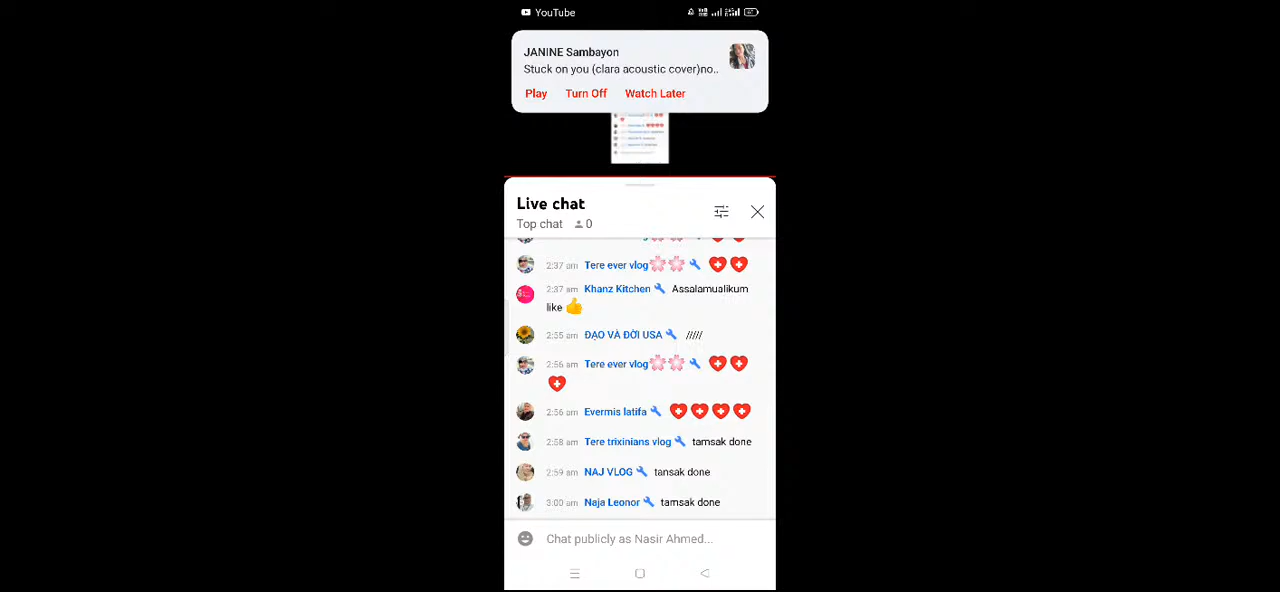 YouTube
JANINE Sambayon
Stuck on you (clara acoustic cover)no..
Play Turn Off Watch Later
Live chat
Top chat 0
2:37 am Tere ever vlog🌸🌸
2:37 am Khanz Kitchen Assalamualikum
like 👍
2:55 am ĐẠO VÀ ĐỜI USA /////
2:56 am Tere ever vlog🌸🌸
2:56 am Evermis latifa
2:58 am Tere trixinians vlog tamsak done
2:59 am NAJ VLOG tansak done
3:00 am Naja Leonor tamsak done
Chat publicly as Nasir Ahmed...